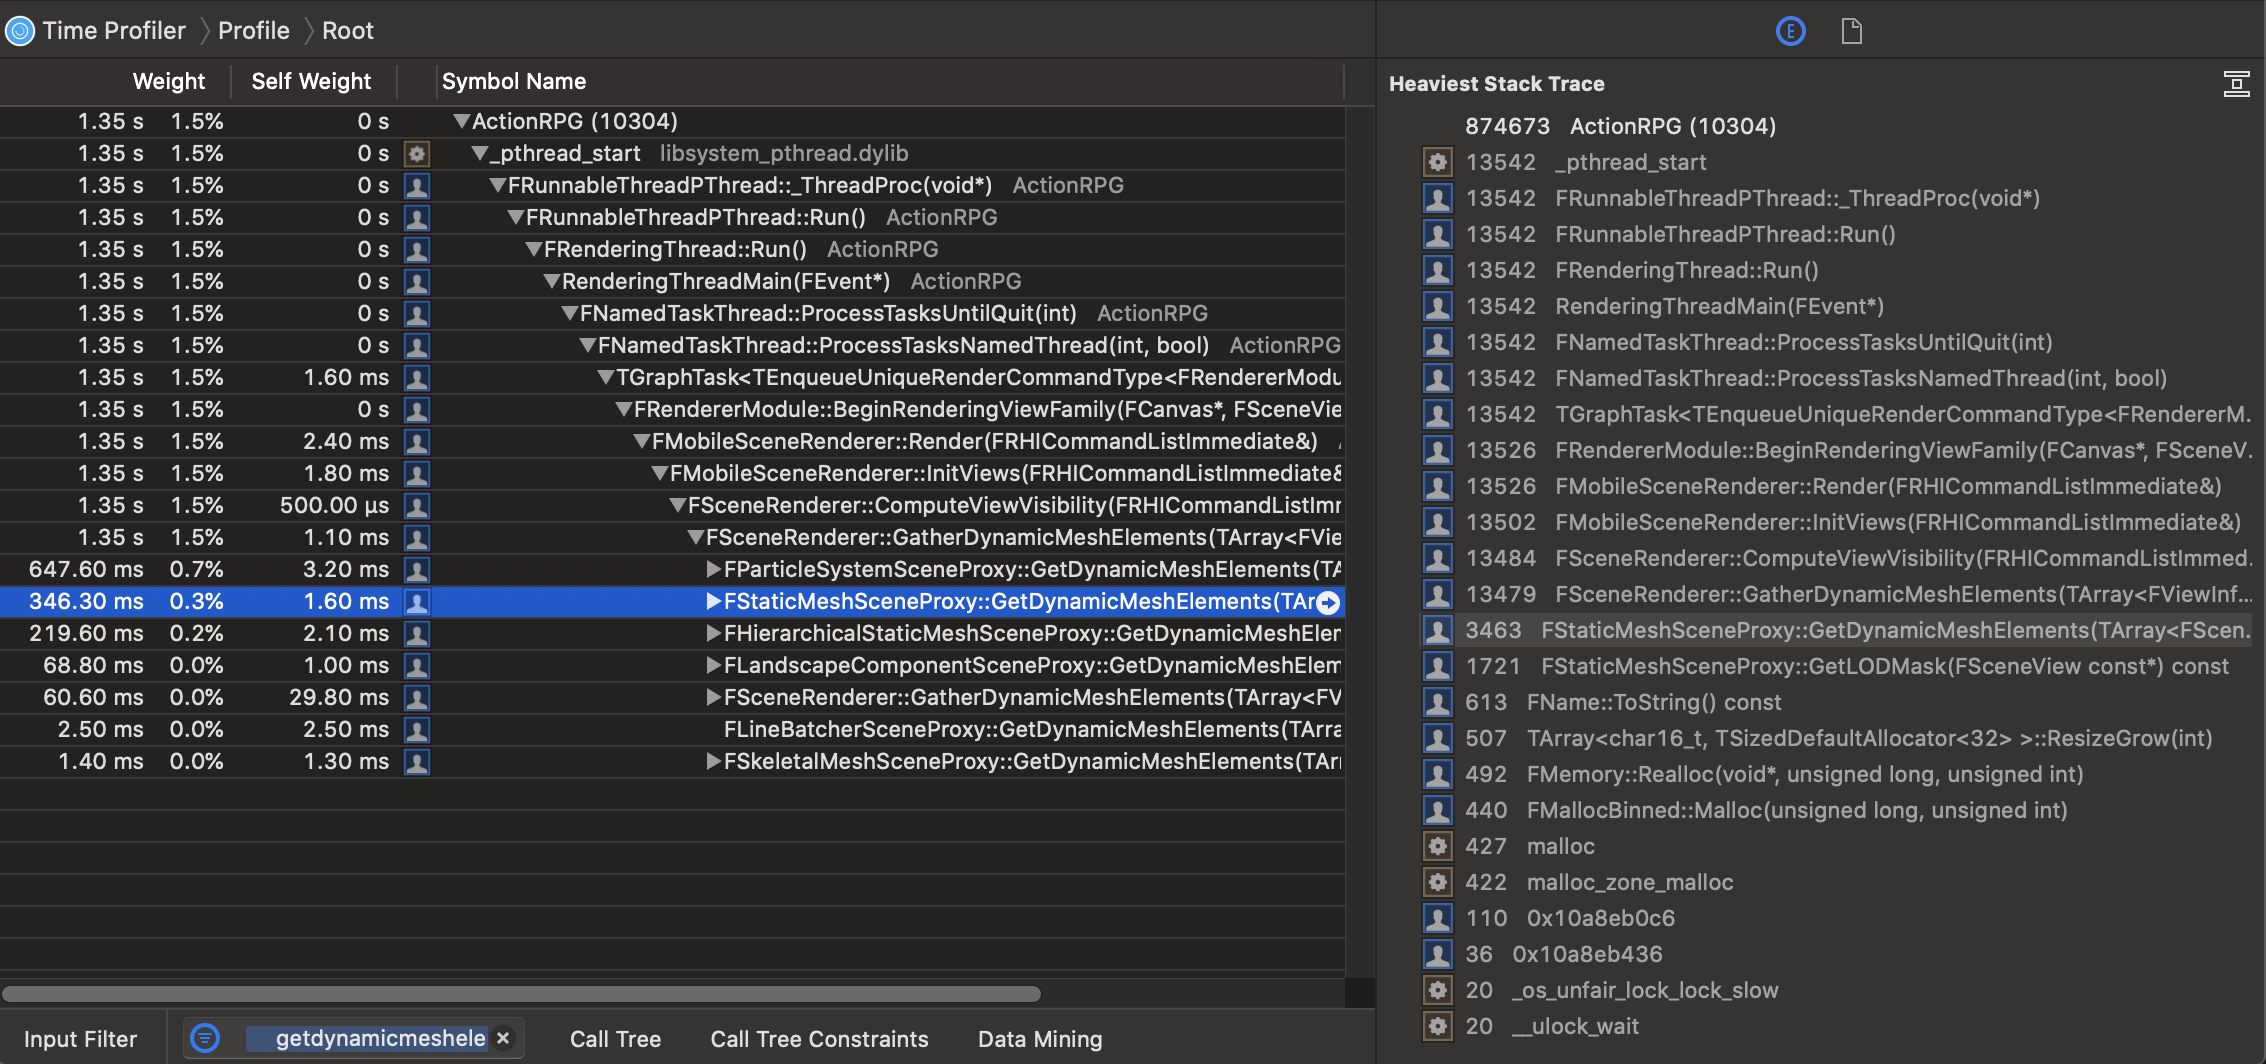 Time Profiler Profile Root
E
Weight Self Weight Symbol Name
1.35 s 1.5% 0 s ActionRPG (10304)
1.35 s 1.5% 0 s _pthread_start libsystem_pthread.dylib
1.35 s 1.5% 0 s FRunnableThreadPThread::_ThreadProc(void*) ActionRPG
1.35 s 1.5% 0 s FRunnableThreadPThread::Run() ActionRPG
1.35 s 1.5% 0 s FRenderingThread::Run() ActionRPG
1.35 s 1.5% 0 s RenderingThreadMain(FEvent*) ActionRPG
1.35 s 1.5% 0 s FNamedTaskThread::ProcessTasksUntilQuit(int) ActionRPG
1.35 s 1.5% 0 s FNamedTaskThread::ProcessTasksNamedThread(int, bool) ActionRPG
1.35 s 1.5% 1.60 ms TGraphTask<TEnqueueUniqueRenderCommandType<FRendererModu
1.35 s 1.5% 0 s FRendererModule::BeginRenderingViewFamily(FCanvas*, FSceneVie
1.35 s 1.5% 2.40 ms FMobileSceneRenderer::Render(FRHICommandListImmediate&)
1.35 s 1.5% 1.80 ms FMobileSceneRenderer::InitViews(FRHICommandListImmediate&
1.35 s 1.5% 500.00 µs FSceneRenderer::ComputeViewVisibility(FRHICommandListImm
1.35 s 1.5% 1.10 ms FSceneRenderer::GatherDynamicMeshElements(TArray<FVie
647.60 ms 0.7% 3.20 ms FParticleSystemSceneProxy::GetDynamicMeshElements(TA
346.30 ms 0.3% 1.60 ms FStaticMeshSceneProxy::GetDynamicMeshElements(TAr
219.60 ms 0.2% 2.10 ms FHierarchicalStaticMeshSceneProxy::GetDynamicMeshElem
68.80 ms 0.0% 1.00 ms FLandscapeComponentSceneProxy::GetDynamicMeshElem
60.60 ms 0.0% 29.80 ms FSceneRenderer::GatherDynamicMeshElements(TArray<FV
2.50 ms 0.0% 2.50 ms FLineBatcherSceneProxy::GetDynamicMeshElements(TArra
1.40 ms 0.0% 1.30 ms FSkeletalMeshSceneProxy::GetDynamicMeshElements(TAr
Input Filter getdynamicmeshele Call Tree Call Tree Constraints Data Mining
Heaviest Stack Trace
874673 ActionRPG (10304)
13542 _pthread_start
13542 FRunnableThreadPThread::_ThreadProc(void*)
13542 FRunnableThreadPThread::Run()
13542 FRenderingThread::Run()
13542 RenderingThreadMain(FEvent*)
13542 FNamedTaskThread::ProcessTasksUntilQuit(int)
13542 FNamedTaskThread::ProcessTasksNamedThread(int, bool)
13542 TGraphTask<TEnqueueUniqueRenderCommandType<FRendererM...
13526 FRendererModule::BeginRenderingViewFamily(FCanvas*, FSceneV...
13526 FMobileSceneRenderer::Render(FRHICommandListImmediate&)
13502 FMobileSceneRenderer::InitViews(FRHICommandListImmediate&)
13484 FSceneRenderer::ComputeViewVisibility(FRHICommandListImmed...
13479 FSceneRenderer::GatherDynamicMeshElements(TArray<FViewInf...
3463 FStaticMeshSceneProxy::GetDynamicMeshElements(TArray<FScen...
1721 FStaticMeshSceneProxy::GetLODMask(FSceneView const*) const
613 FName::ToString() const
507 TArray<char16_t, TSizedDefaultAllocator<32> >::ResizeGrow(int)
492 FMemory::Realloc(void*, unsigned long, unsigned int)
440 FMallocBinned::Malloc(unsigned long, unsigned int)
427 malloc
422 malloc_zone_malloc
110 0x10a8eb0c6
36 0x10a8eb436
20 _os_unfair_lock_lock_slow
20 __ulock_wait